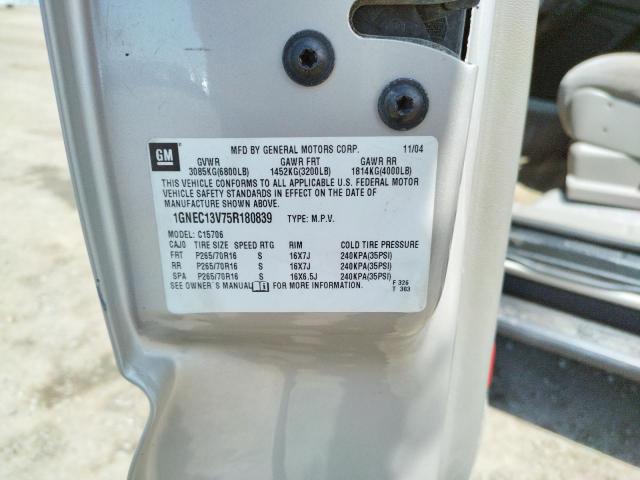 GM
MFD BY GENERAL MOTORS CORP. 11/04
GVWR GAWR FRT GAWR RR
3085KG(6800LB) 1452KG(3200LB) 1814KG(4000LB)
THIS VEHICLE CONFORMS TO ALL APPLICABLE U.S. FEDERAL MOTOR
VEHICLE SAFETY STANDARDS IN EFFECT ON THE DATE OF
MANUFACTURE SHOWN ABOVE.
1GNEC13V75R180839 TYPE: M.P.V.
MODEL: C15706
CAJ0 TIRE SIZE SPEED RTG RIM COLD TIRE PRESSURE
FRT P265/70R16 S 16X7J 240KPA(35PSI)
RR P265/70R16 S 16X7J 240KPA(35PSI)
SPA P265/70R16 S 16X6.5J 240KPA(35PSI)
SEE OWNER'S MANUAL FOR MORE INFORMATION. F 326
T 303